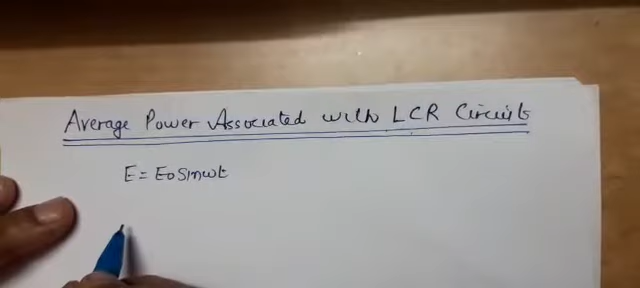 Average Power Associated with LCR Circuits
E = E0 sinωt